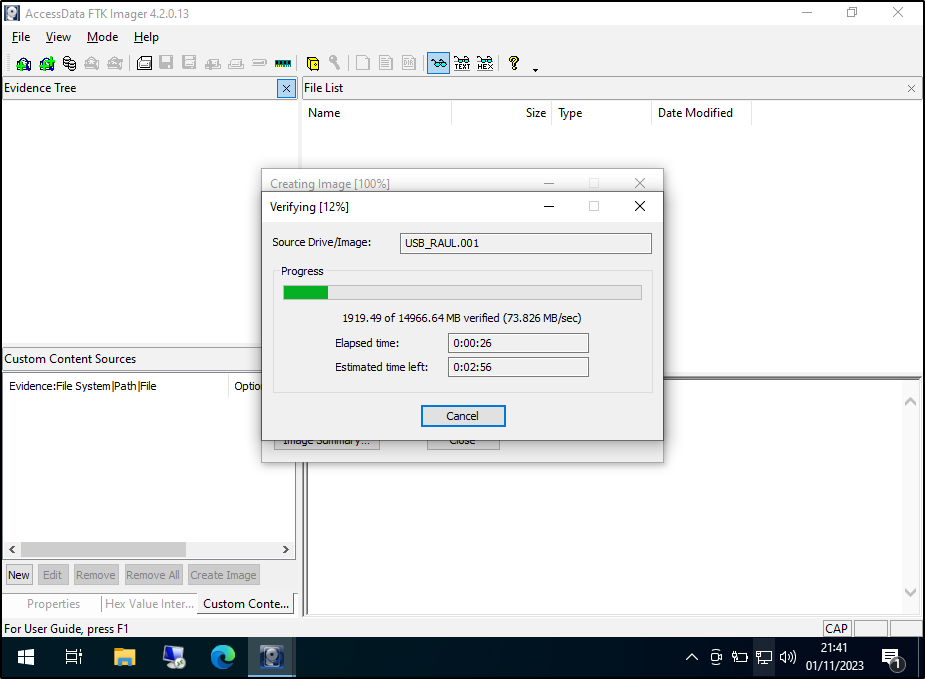 AccessData FTK Imager 4.2.0.13
File View Mode Help
TEXT HEX
Evidence Tree
File List
Name Size Type Date Modified
Creating Image [100%]
Verifying [12%]
Source Drive/Image: USB_RAUL.001
Progress
1919.49 of 14966.64 MB verified (73.826 MB/sec)
Elapsed time: 0:00:26
Estimated time left: 0:02:56
Cancel
Image Summary... Close
Custom Content Sources
Evidence:File System|Path|File Optio
New Edit Remove Remove All Create Image
Properties Hex Value Inter... Custom Conte...
For User Guide, press F1
CAP
21:41
01/11/2023
1